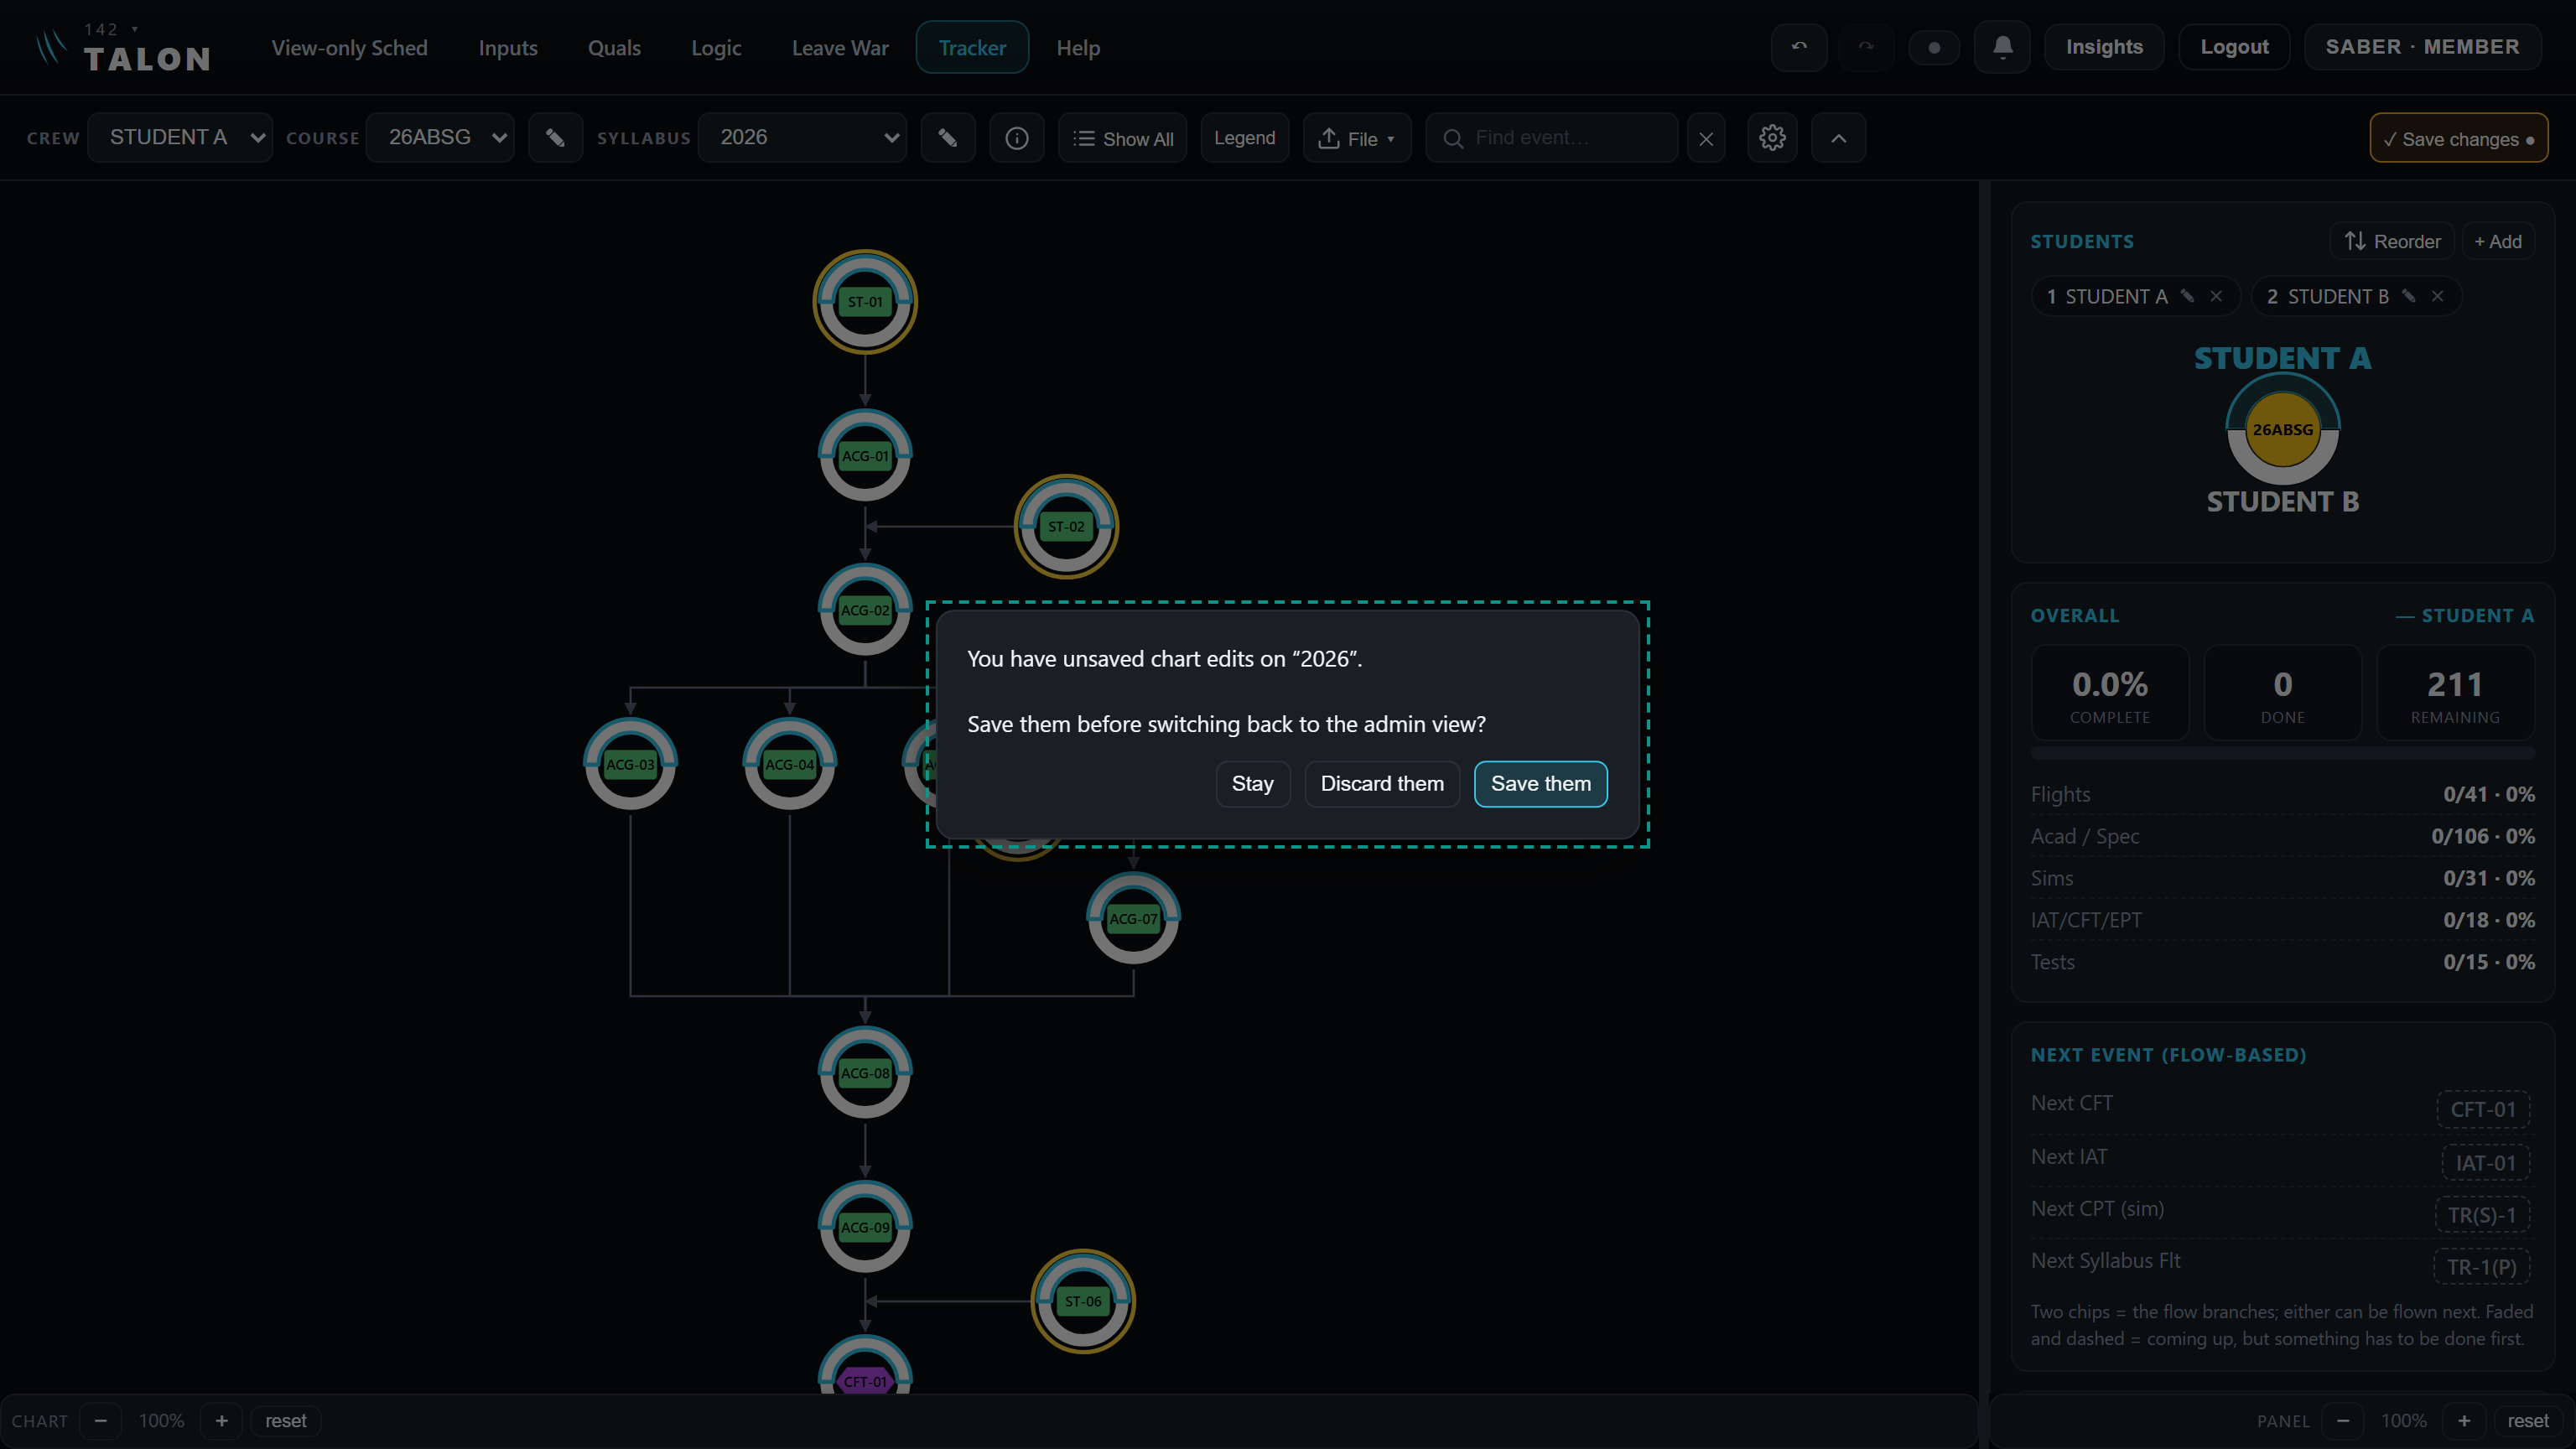 142 ▾
TALON
View-only Sched
Inputs
Quals
Logic
Leave War
Tracker
Help
Insights
Logout
SABER · MEMBER
CREW
STUDENT A
COURSE
26ABSG
SYLLABUS
2026
Show All
Legend
File ▾
Find event…
✓ Save changes ●
ST-01
ACG-01
ST-02
ACG-02
ACG-03
ACG-04
ACG-07
ACG-08
ACG-09
ST-06
CFT-01
You have unsaved chart edits on “2026”.
Save them before switching back to the admin view?
Stay
Discard them
Save them
STUDENTS
Reorder
+ Add
1 STUDENT A
2 STUDENT B
STUDENT A
26ABSG
STUDENT B
OVERALL
— STUDENT A
0.0%
COMPLETE
0
DONE
211
REMAINING
Flights 0/41 · 0%
Acad / Spec 0/106 · 0%
Sims 0/31 · 0%
IAT/CFT/EPT 0/18 · 0%
Tests 0/15 · 0%
NEXT EVENT (FLOW-BASED)
Next CFT CFT-01
Next IAT IAT-01
Next CPT (sim) TR(S)-1
Next Syllabus Flt TR-1(P)
Two chips = the flow branches; either can be flown next. Faded
and dashed = coming up, but something has to be done first.
CHART − 100% + reset
PANEL − 100% + reset